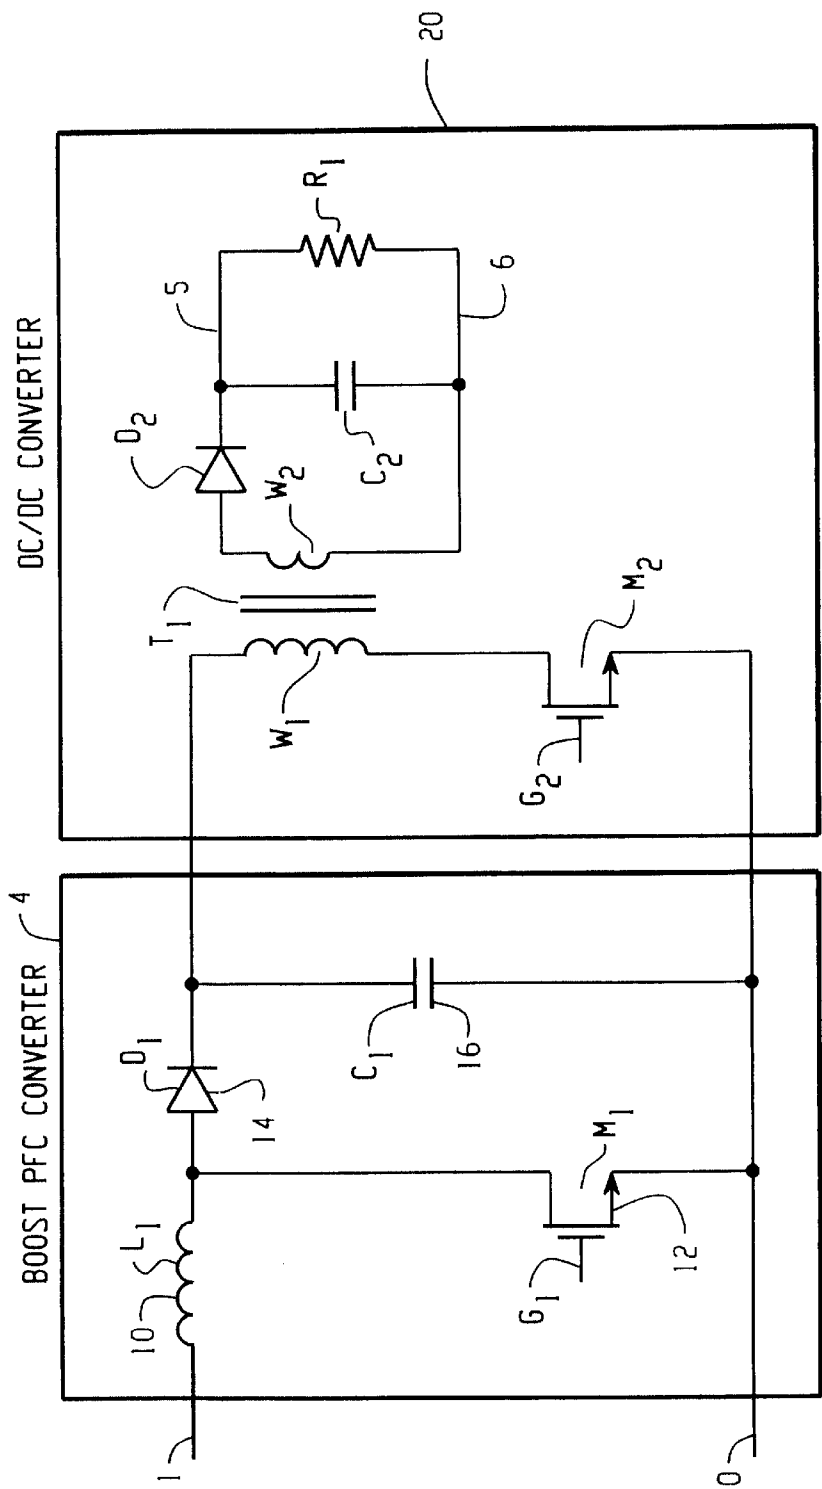 BOOST PFC CONVERTER
4
DC/DC CONVERTER
20
1
10
L1
D1
14
C1
16
G1
M1
12
0
T1
W1
W2
D2
5
C2
R1
6
G2
M2